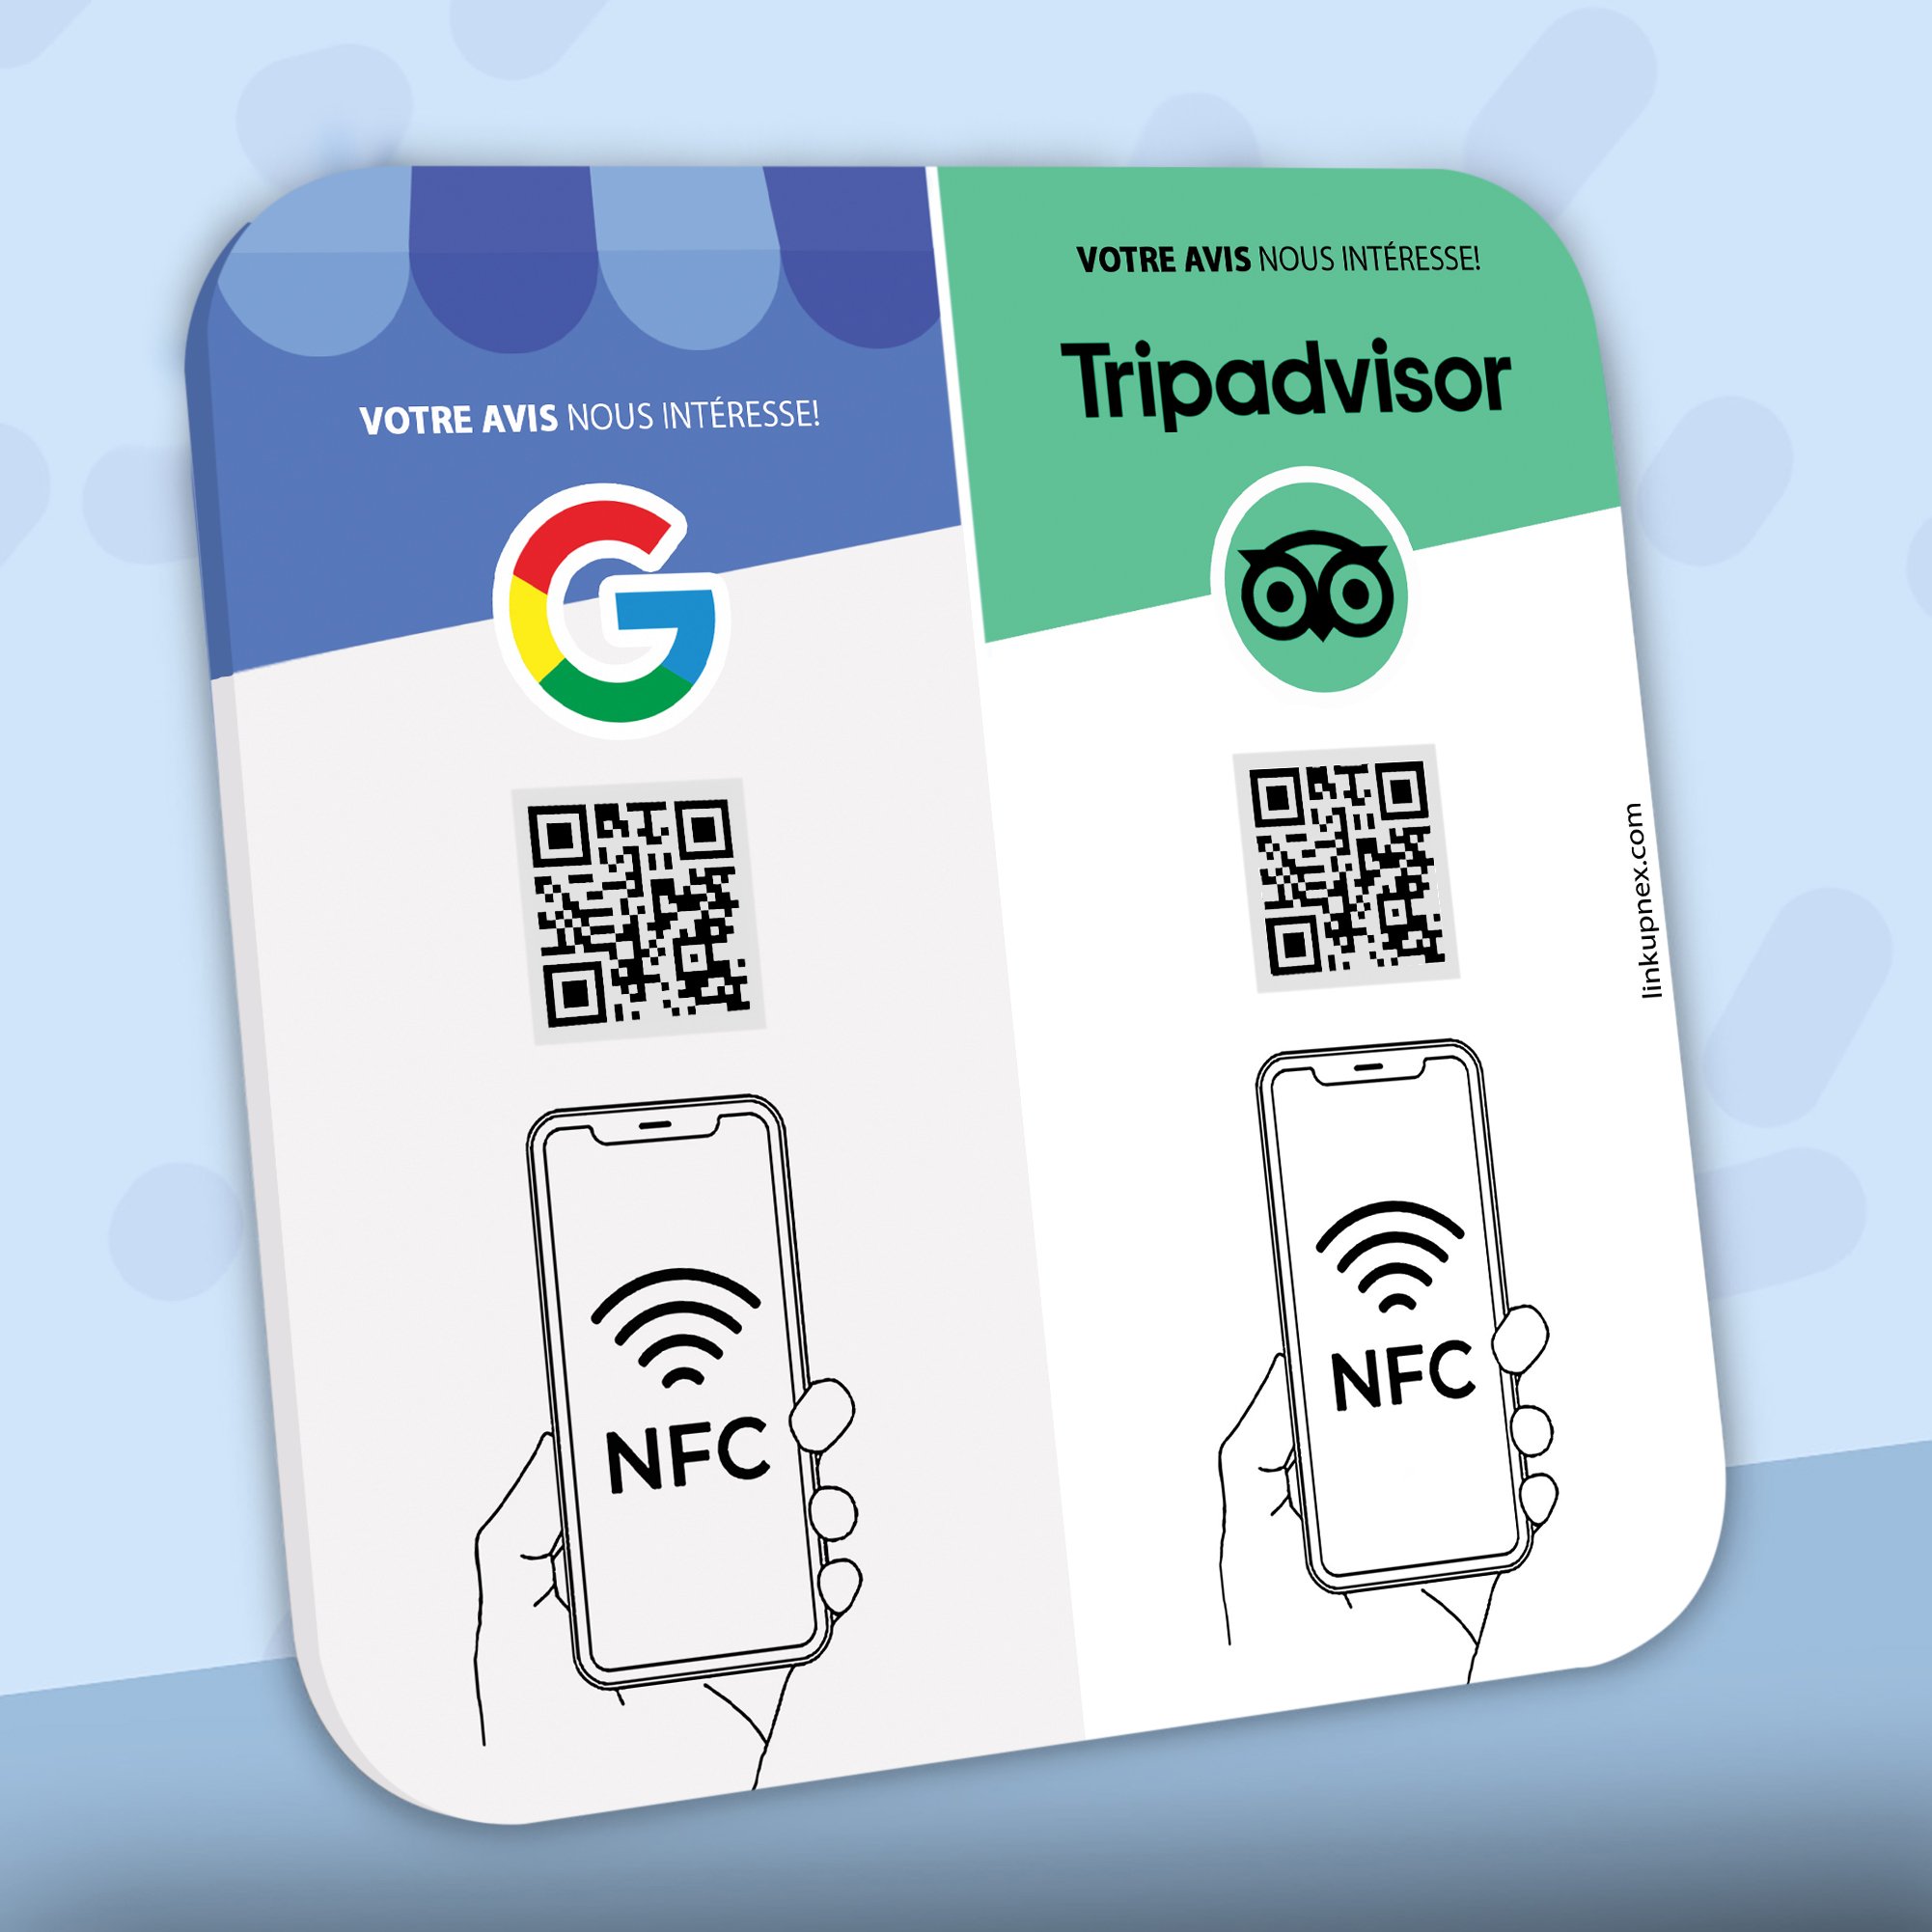 VOTRE AVIS NOUS INTÉRESSE!
G
NFC
VOTRE AVIS NOUS INTÉRESSE!
Tripadvisor
linkupnex.com
NFC